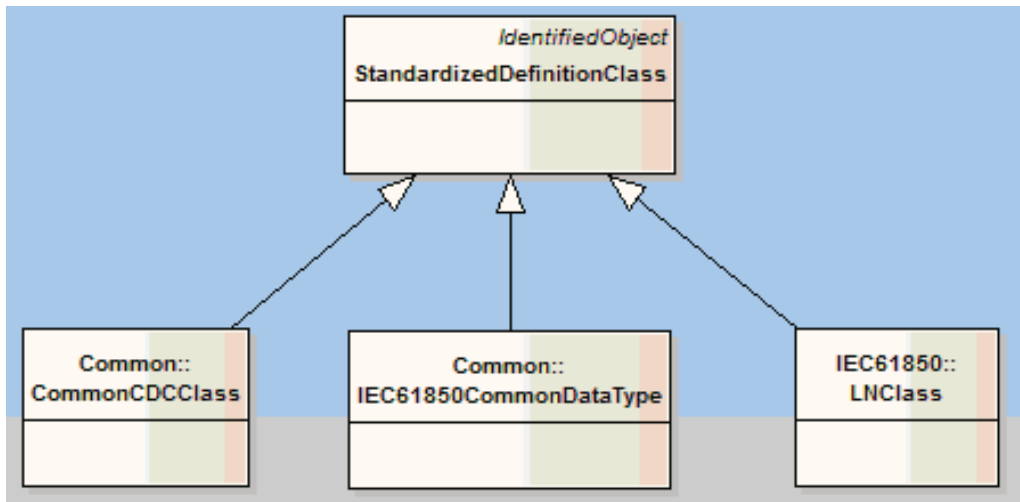 IdentifiedObject
StandardizedDefinitionClass
Common::
CommonCDCClass
Common::
IEC61850CommonDataType
IEC61850::
LNClass